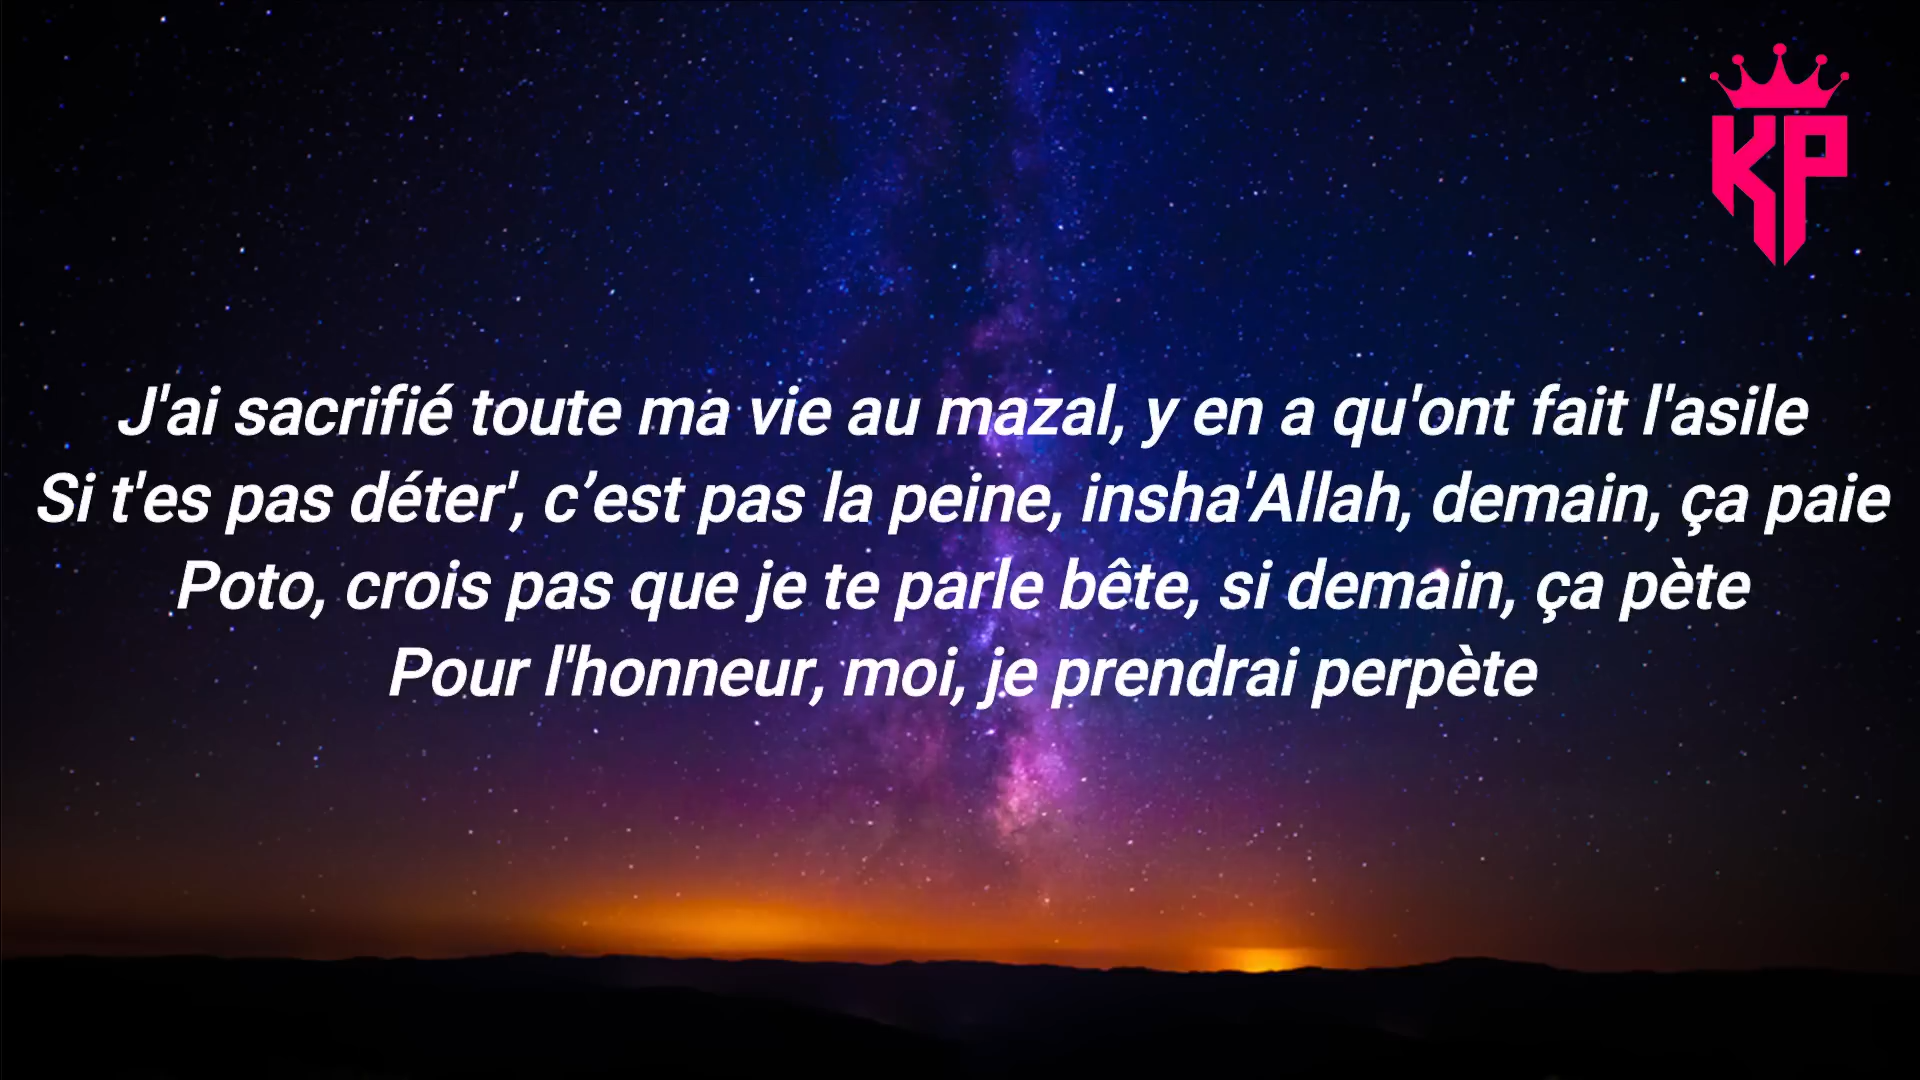 KP
J'ai sacrifié toute ma vie au mazal, y en a qu'ont fait l'asile
Si t'es pas déter', c’est pas la peine, insha'Allah, demain, ça paie
Poto, crois pas que je te parle bête, si demain, ça pète
Pour l'honneur, moi, je prendrai perpète